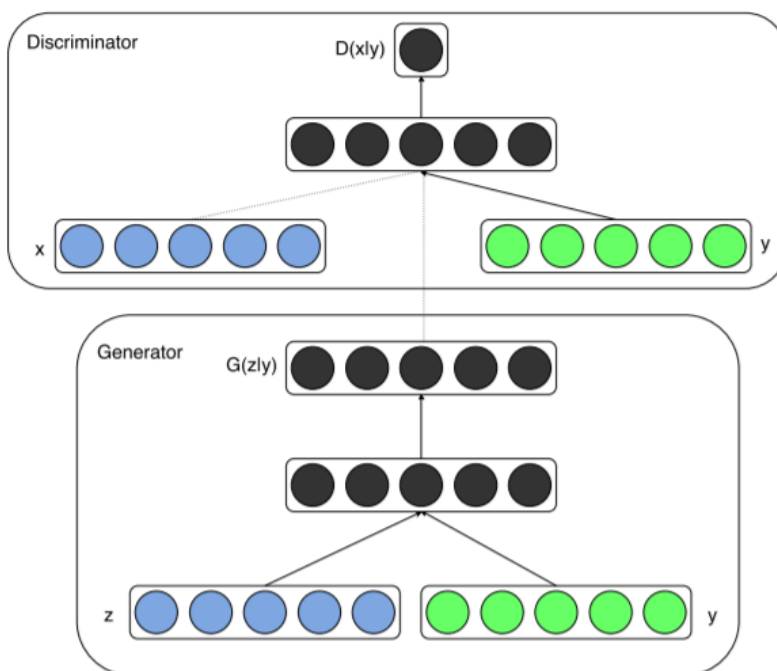 Discriminator
D(x|y)
x
y
Generator
G(z|y)
z
y